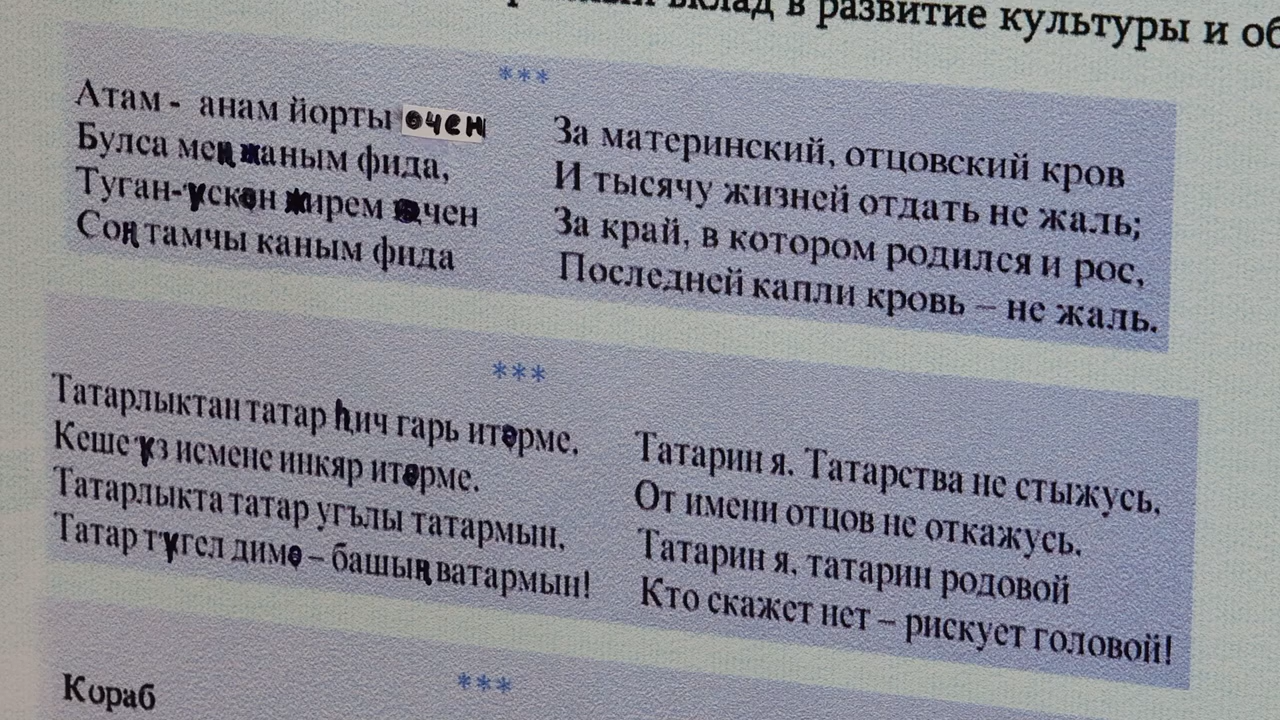 вклад в развитие культуры и об
***
Атам - анам йорты өчен
Булса мең җаным фида,
Туган-үскән җирем өчен
Соң тамчы каным фида
За материнский, отцовский кров
И тысячу жизней отдать не жаль;
За край, в котором родился и рос,
Последней капли кровь – не жаль.
***
Татарлыктан татар һич гарь итәрме,
Кеше үз исмене инкяр итәрме.
Татарлыкта татар угълы татармын,
Татар түгел димә – башың ватармын!
Татарин я. Татарства не стыжусь,
От имени отцов не откажусь.
Татарин я, татарин родовой
Кто скажет нет – рискует головой!
***
Кораб